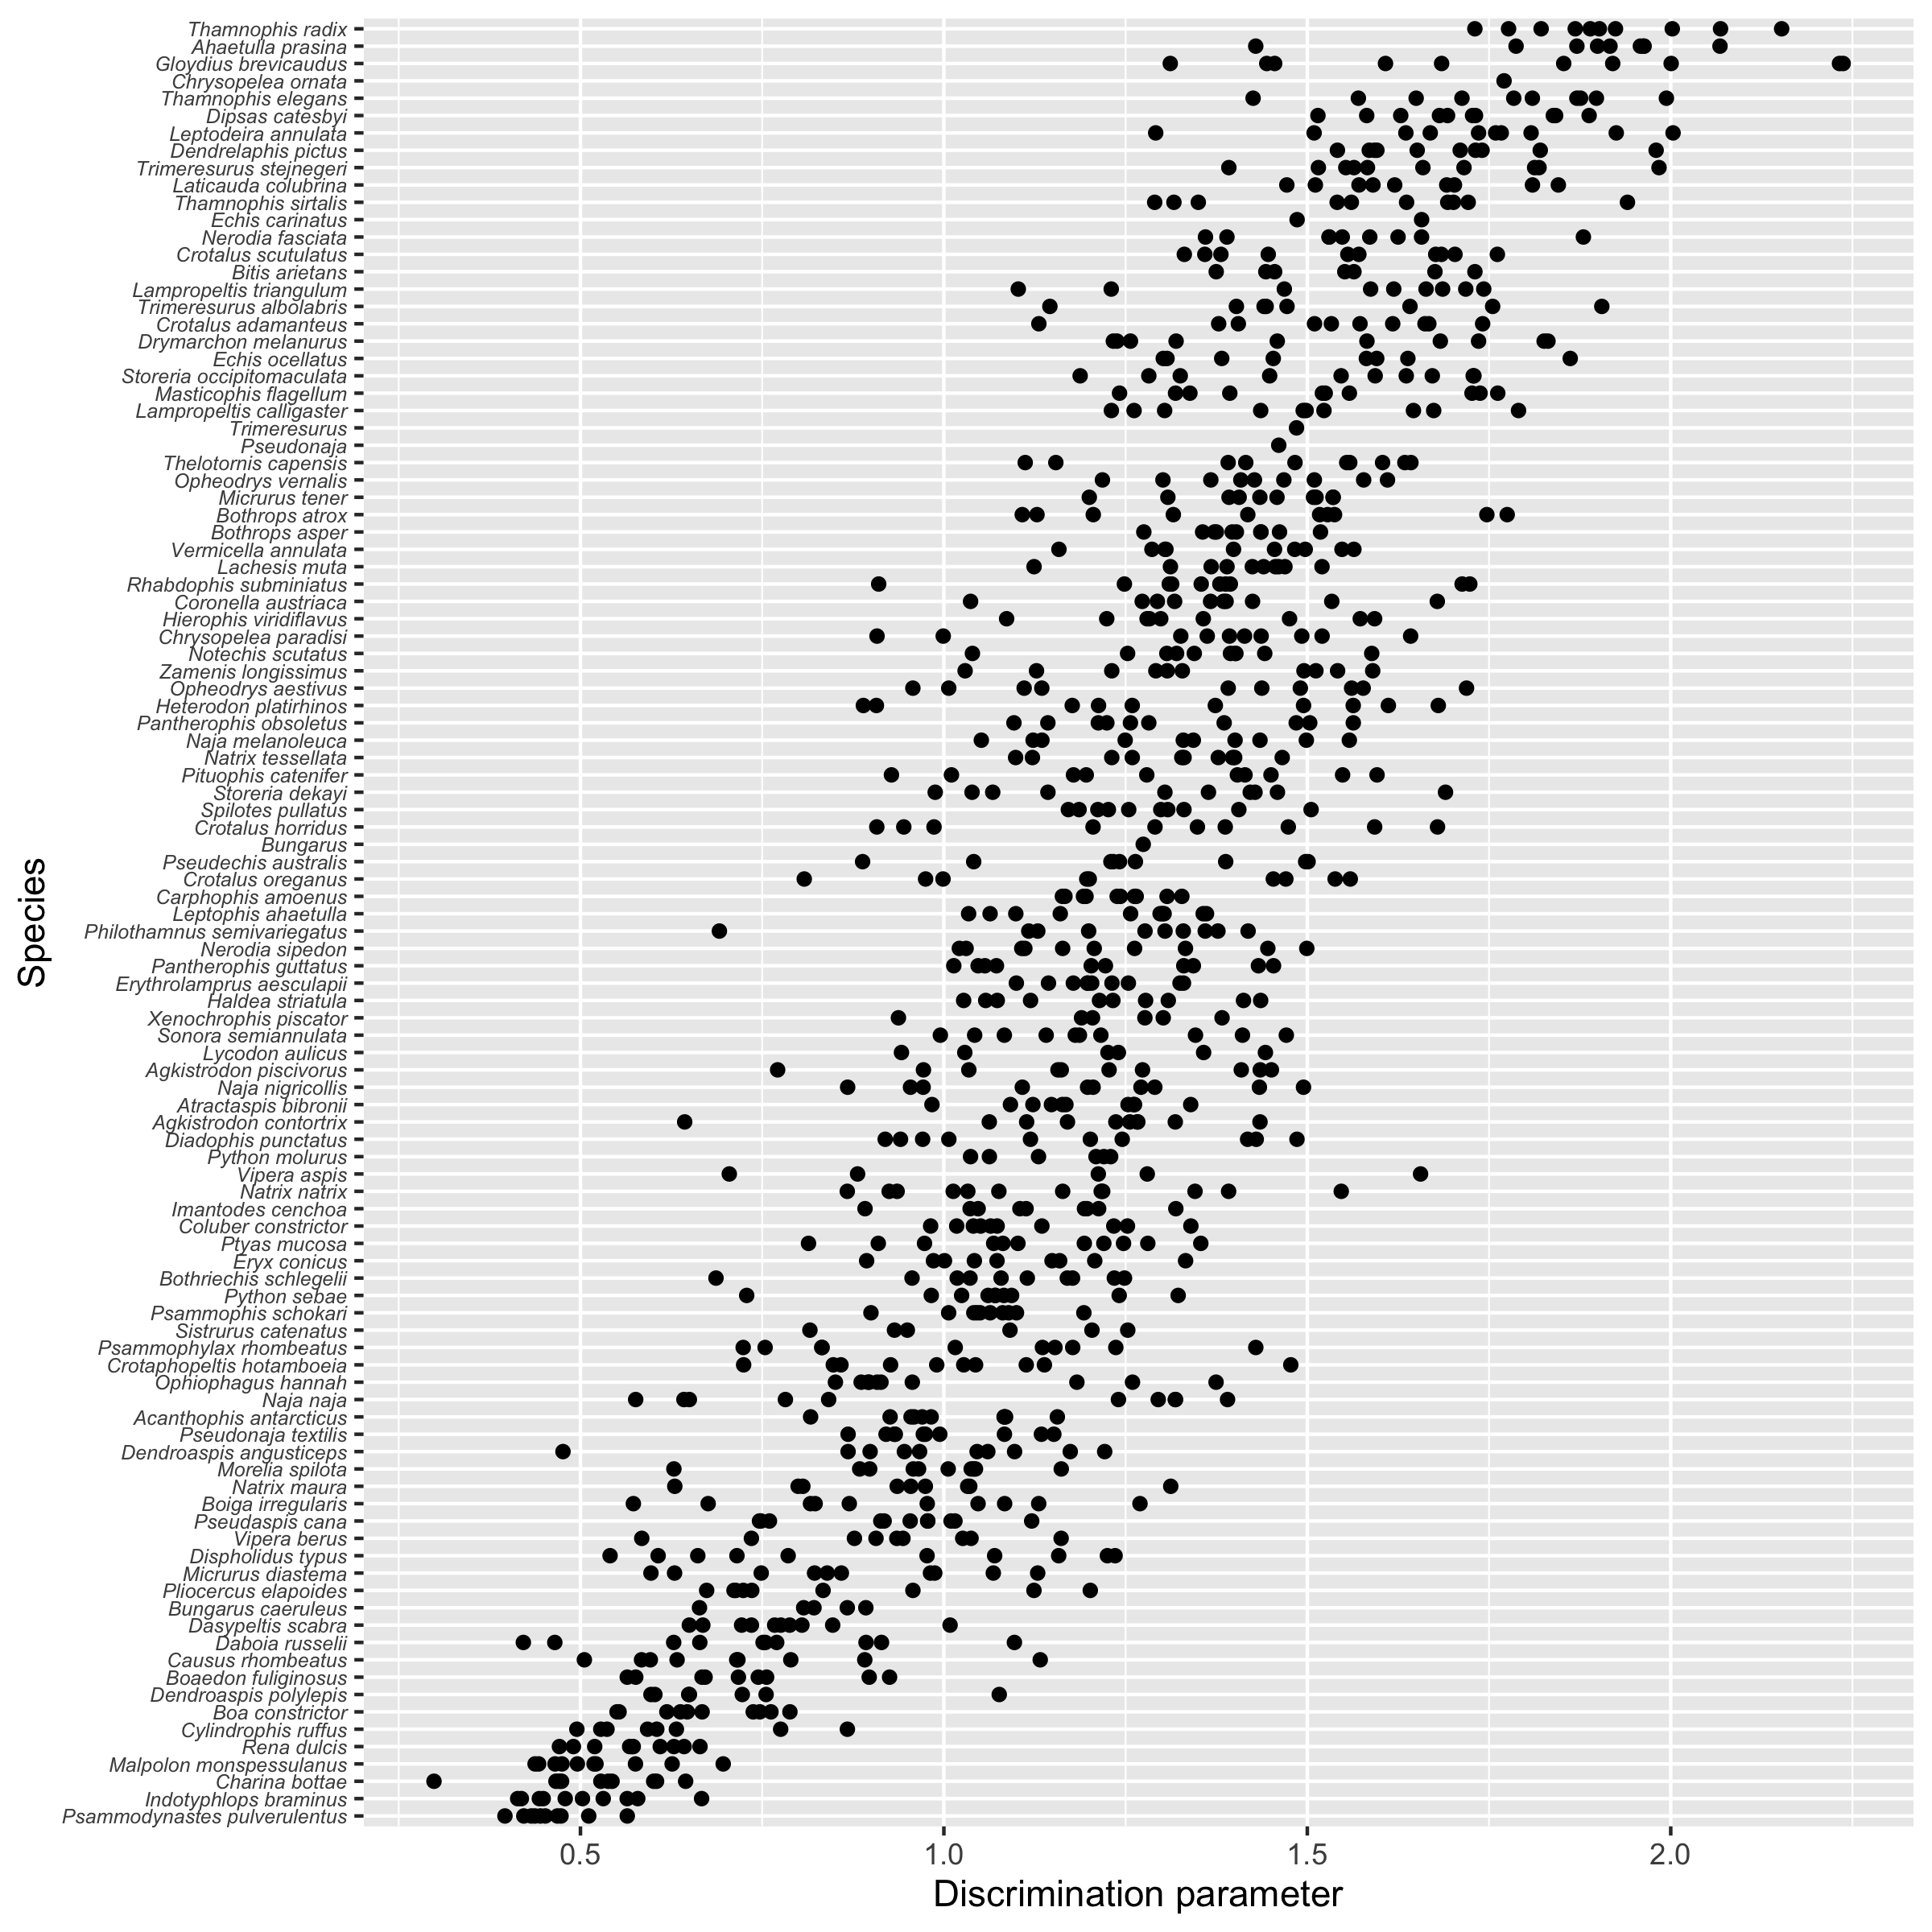 Species
Thamnophis radix
Ahaetulla prasina
Gloydius brevicaudus
Chrysopelea ornata
Thamnophis elegans
Dipsas catesbyi
Leptodeira annulata
Dendrelaphis pictus
Trimeresurus stejnegeri
Laticauda colubrina
Thamnophis sirtalis
Echis carinatus
Nerodia fasciata
Crotalus scutulatus
Bitis arietans
Lampropeltis triangulum
Trimeresurus albolabris
Crotalus adamanteus
Drymarchon melanurus
Echis ocellatus
Storeria occipitomaculata
Masticophis flagellum
Lampropeltis calligaster
Trimeresurus
Pseudonaja
Thelotornis capensis
Opheodrys vernalis
Micrurus tener
Bothrops atrox
Bothrops asper
Vermicella annulata
Lachesis muta
Rhabdophis subminiatus
Coronella austriaca
Hierophis viridiflavus
Chrysopelea paradisi
Notechis scutatus
Zamenis longissimus
Opheodrys aestivus
Heterodon platirhinos
Pantherophis obsoletus
Naja melanoleuca
Natrix tessellata
Pituophis catenifer
Storeria dekayi
Spilotes pullatus
Crotalus horridus
Bungarus
Pseudechis australis
Crotalus oreganus
Carphophis amoenus
Leptophis ahaetulla
Philothamnus semivariegatus
Nerodia sipedon
Pantherophis guttatus
Erythrolamprus aesculapii
Haldea striatula
Xenochrophis piscator
Sonora semiannulata
Lycodon aulicus
Agkistrodon piscivorus
Naja nigricollis
Atractaspis bibronii
Agkistrodon contortrix
Diadophis punctatus
Python molurus
Vipera aspis
Natrix natrix
Imantodes cenchoa
Coluber constrictor
Ptyas mucosa
Eryx conicus
Bothriechis schlegelii
Python sebae
Psammophis schokari
Sistrurus catenatus
Psammophylax rhombeatus
Crotaphopeltis hotamboeia
Ophiophagus hannah
Naja naja
Acanthophis antarcticus
Pseudonaja textilis
Dendroaspis angusticeps
Morelia spilota
Natrix maura
Boiga irregularis
Pseudaspis cana
Vipera berus
Dispholidus typus
Micrurus diastema
Pliocercus elapoides
Bungarus caeruleus
Dasypeltis scabra
Daboia russelii
Causus rhombeatus
Boaedon fuliginosus
Dendroaspis polylepis
Boa constrictor
Cylindrophis ruffus
Rena dulcis
Malpolon monspessulanus
Charina bottae
Indotyphlops braminus
Psammodynastes pulverulentus
0.5 1.0 1.5 2.0
Discrimination parameter